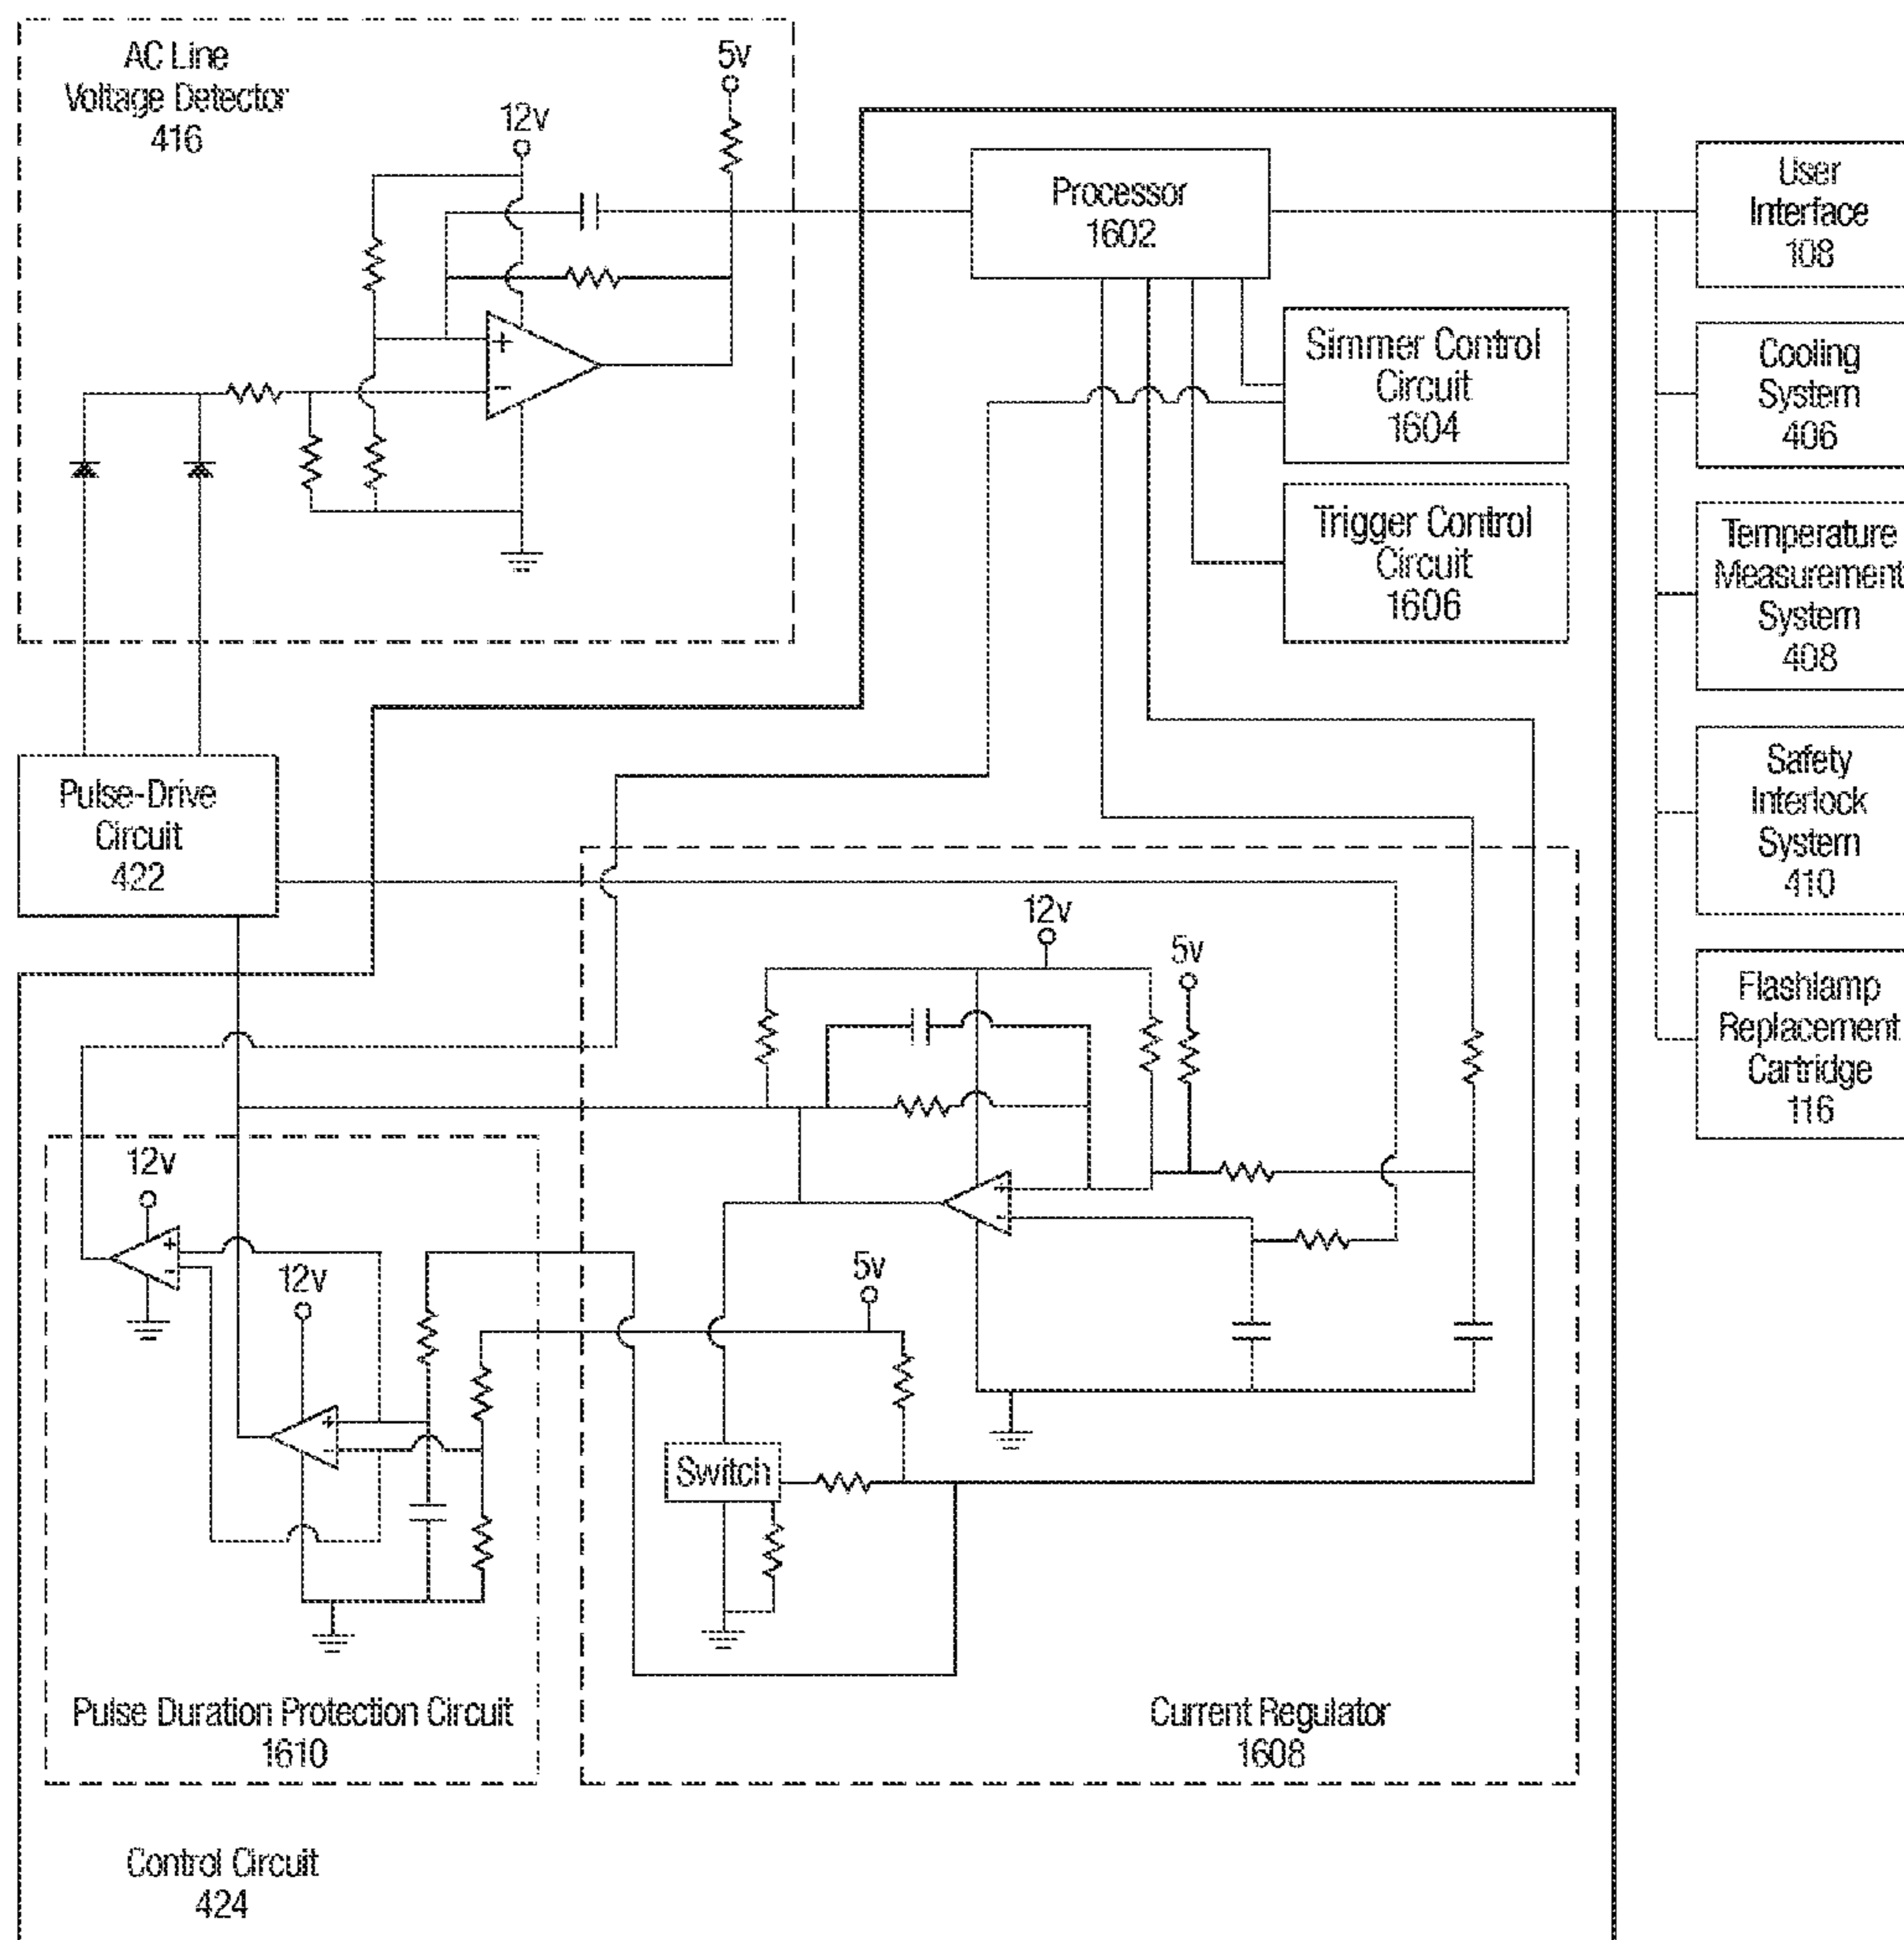 AC Line
Voltage Detector
416
5v
12v
+
-
Processor
1602
Simmer Control
Circuit
1604
Trigger Control
Circuit
1606
User
Interface
108
Cooling
System
406
Temperature
Measurement
System
408
Safety
Interlock
System
410
Flashlamp
Replacement
Cartridge
116
Pulse-Drive
Circuit
422
12v
5v
+
-
5v
Switch
Current Regulator
1608
12v
+
-
12v
+
-
Pulse Duration Protection Circuit
1610
Control Circuit
424